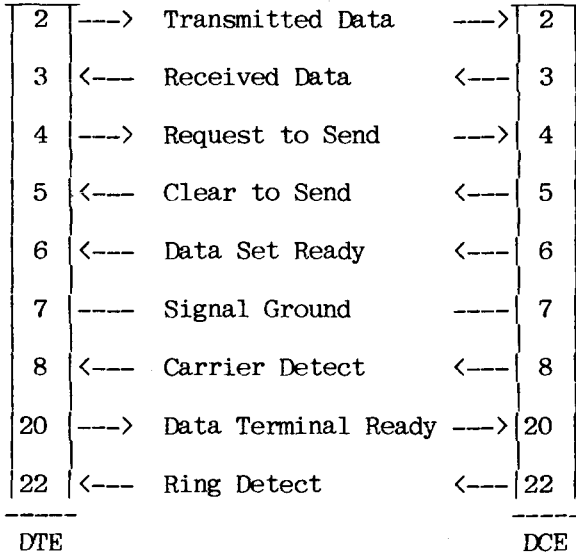 2 ---> Transmitted Data ---> 2
3 <--- Received Data <--- 3
4 ---> Request to Send ---> 4
5 <--- Clear to Send <--- 5
6 <--- Data Set Ready <--- 6
7 ---- Signal Ground ---- 7
8 <--- Carrier Detect <--- 8
20 ---> Data Terminal Ready ---> 20
22 <--- Ring Detect <--- 22
DTE DCE